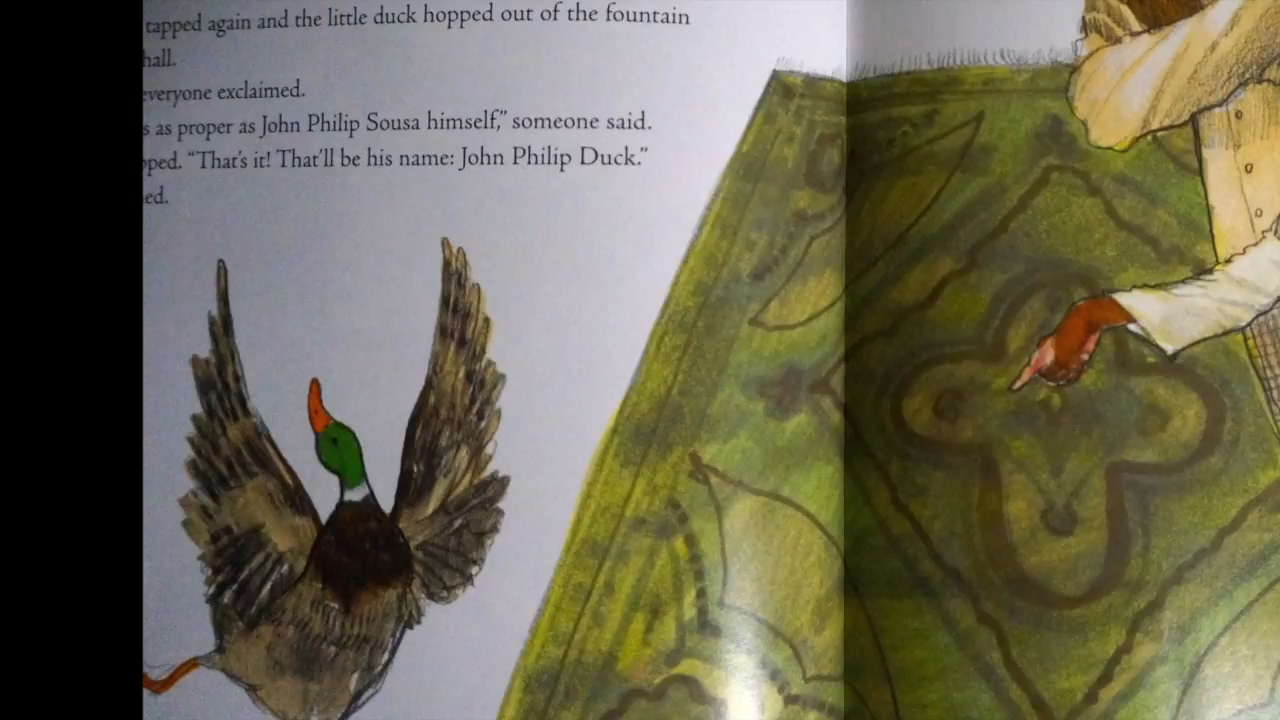 tapped again and the little duck hopped out of the fountain
hall.
everyone exclaimed.
s as proper as John Philip Sousa himself,” someone said.
pped. “That’s it! That’ll be his name: John Philip Duck.”
ed.